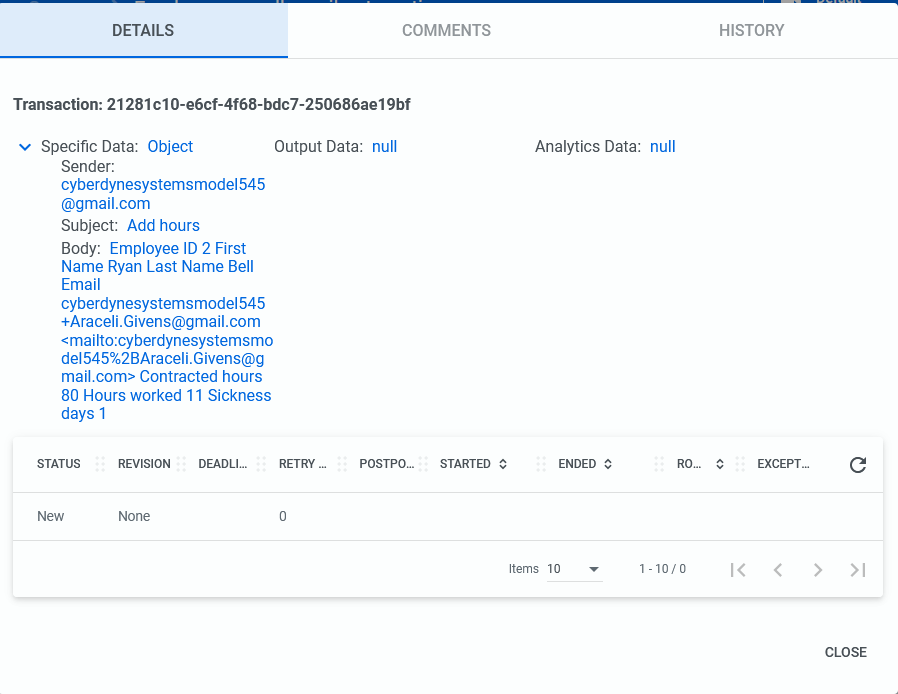 DETAILS
COMMENTS
HISTORY
Transaction: 21281c10-e6cf-4f68-bdc7-250686ae19bf
Specific Data: Object
Output Data: null
Analytics Data: null
Sender:
cyberdynesystemsmodel545
@gmail.com
Subject: Add hours
Body: Employee ID 2 First
Name Ryan Last Name Bell
Email
cyberdynesystemsmodel545
+Araceli.Givens@gmail.com
<mailto:cyberdynesystemsmo
del545%2BAraceli.Givens@g
mail.com> Contracted hours
80 Hours worked 11 Sickness
days 1
STATUS REVISION DEADLI... RETRY ... POSTPO... STARTED ENDED RO... EXCEPT...
New None 0
Items 10 1 - 10 / 0
CLOSE